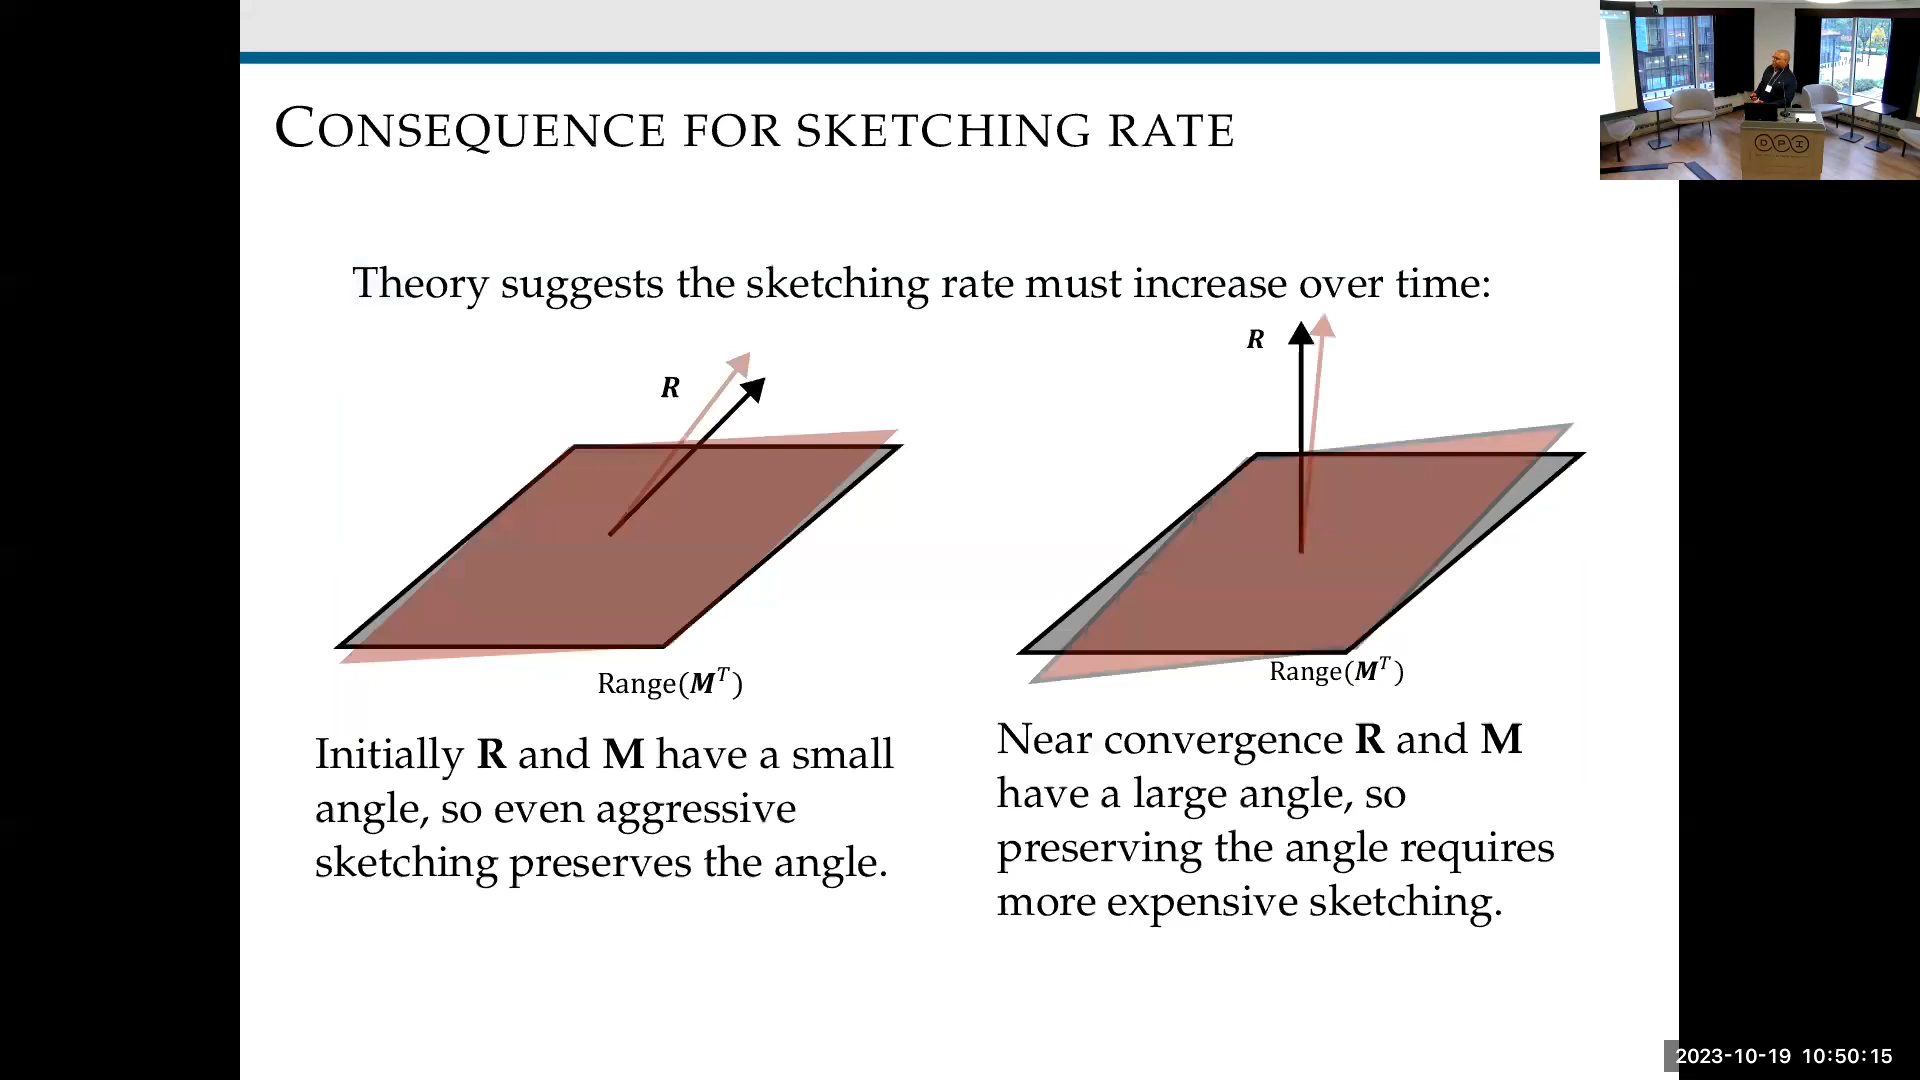 CONSEQUENCE FOR SKETCHING RATE
Theory suggests the sketching rate must increase over time:
R
R
Range(M^T)
Range(M^T)
Initially R and M have a small
angle, so even aggressive
sketching preserves the angle.
Near convergence R and M
have a large angle, so
preserving the angle requires
more expensive sketching.
DPI
2023-10-19 10:50:15